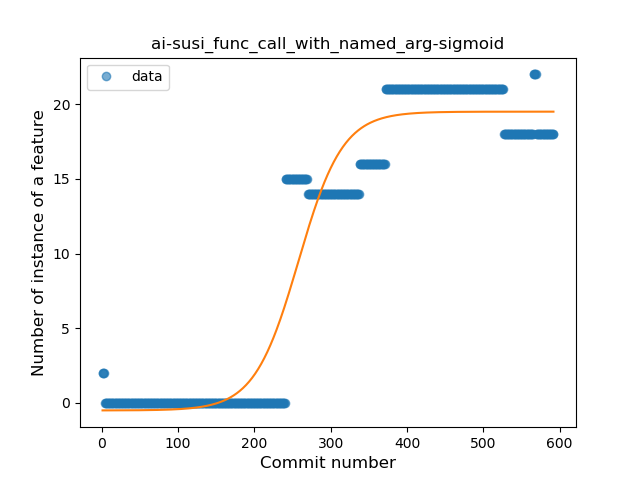 ai-susi_func_call_with_named_arg-sigmoid
data
Number of instance of a feature
20
15
10
5
0
0 100 200 300 400 500 600
Commit number